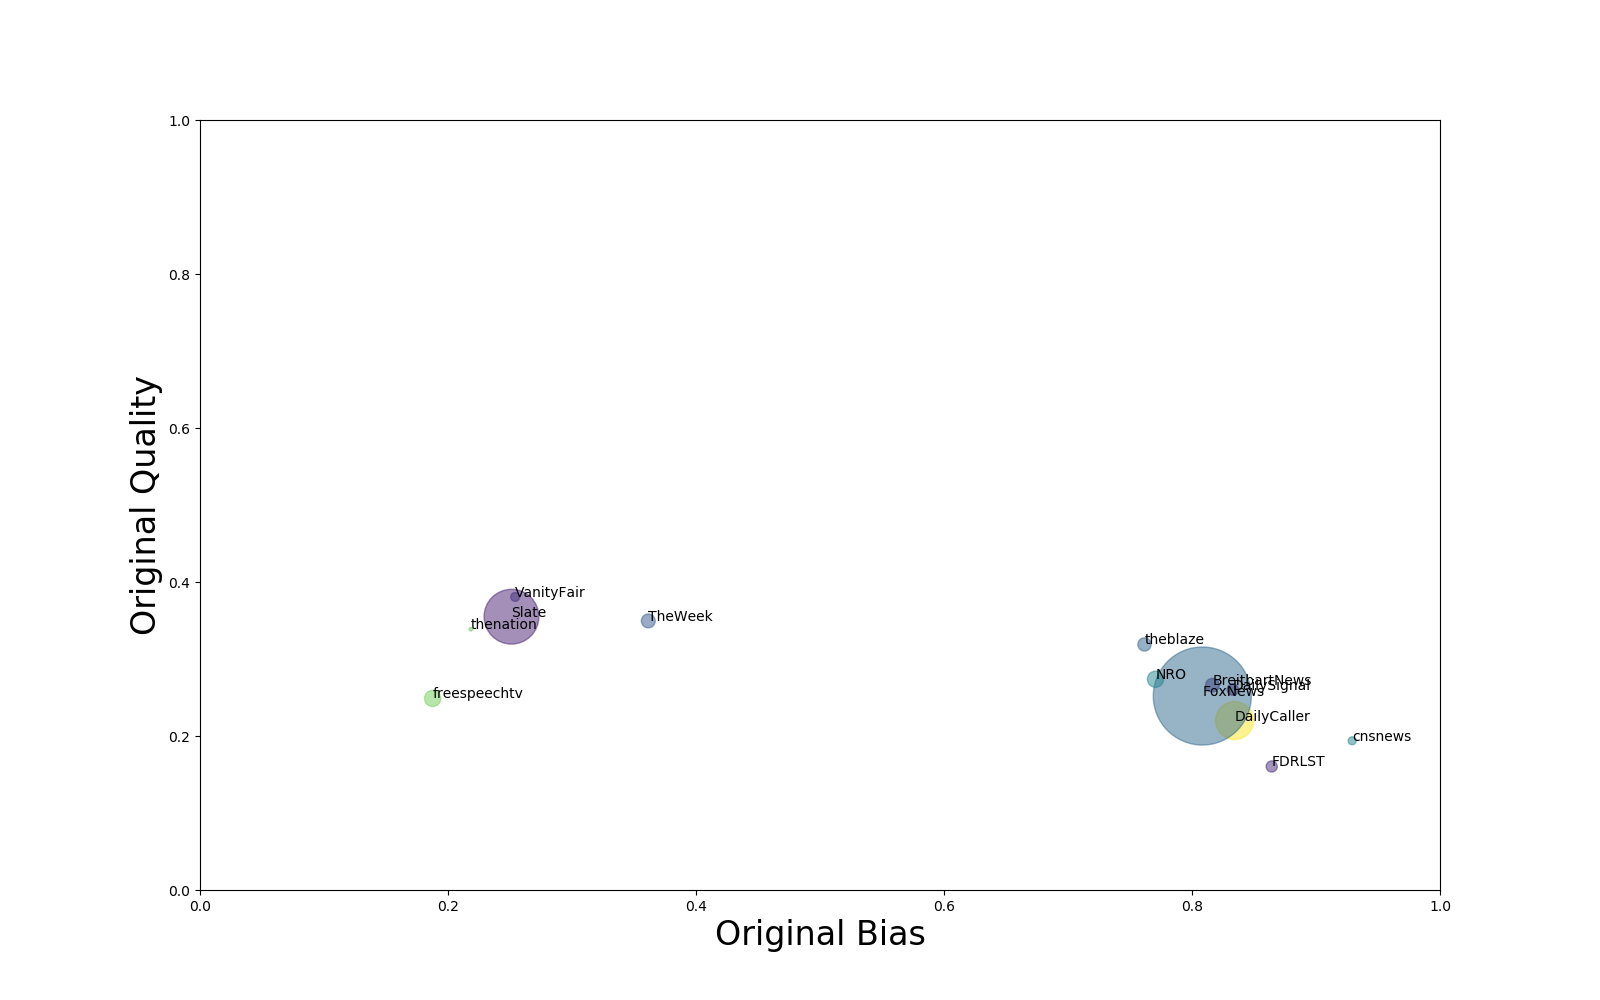 1.0
0.8
0.6
0.4
0.2
0.0
Original Quality
VanityFair
Slate
thenation
TheWeek
freespeechtv
theblaze
NRO
BreitbartNews
DailySignal
FoxNews
DailyCaller
cnsnews
FDRLST
0.0 0.2 0.4 0.6 0.8 1.0
Original Bias